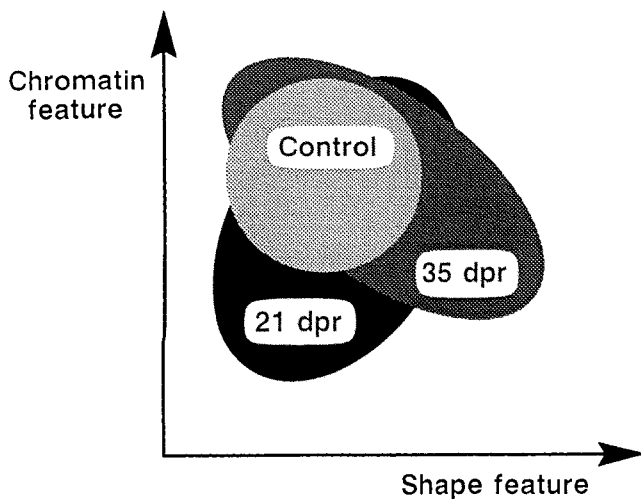 Chromatin
feature
Control
35 dpr
21 dpr
Shape feature